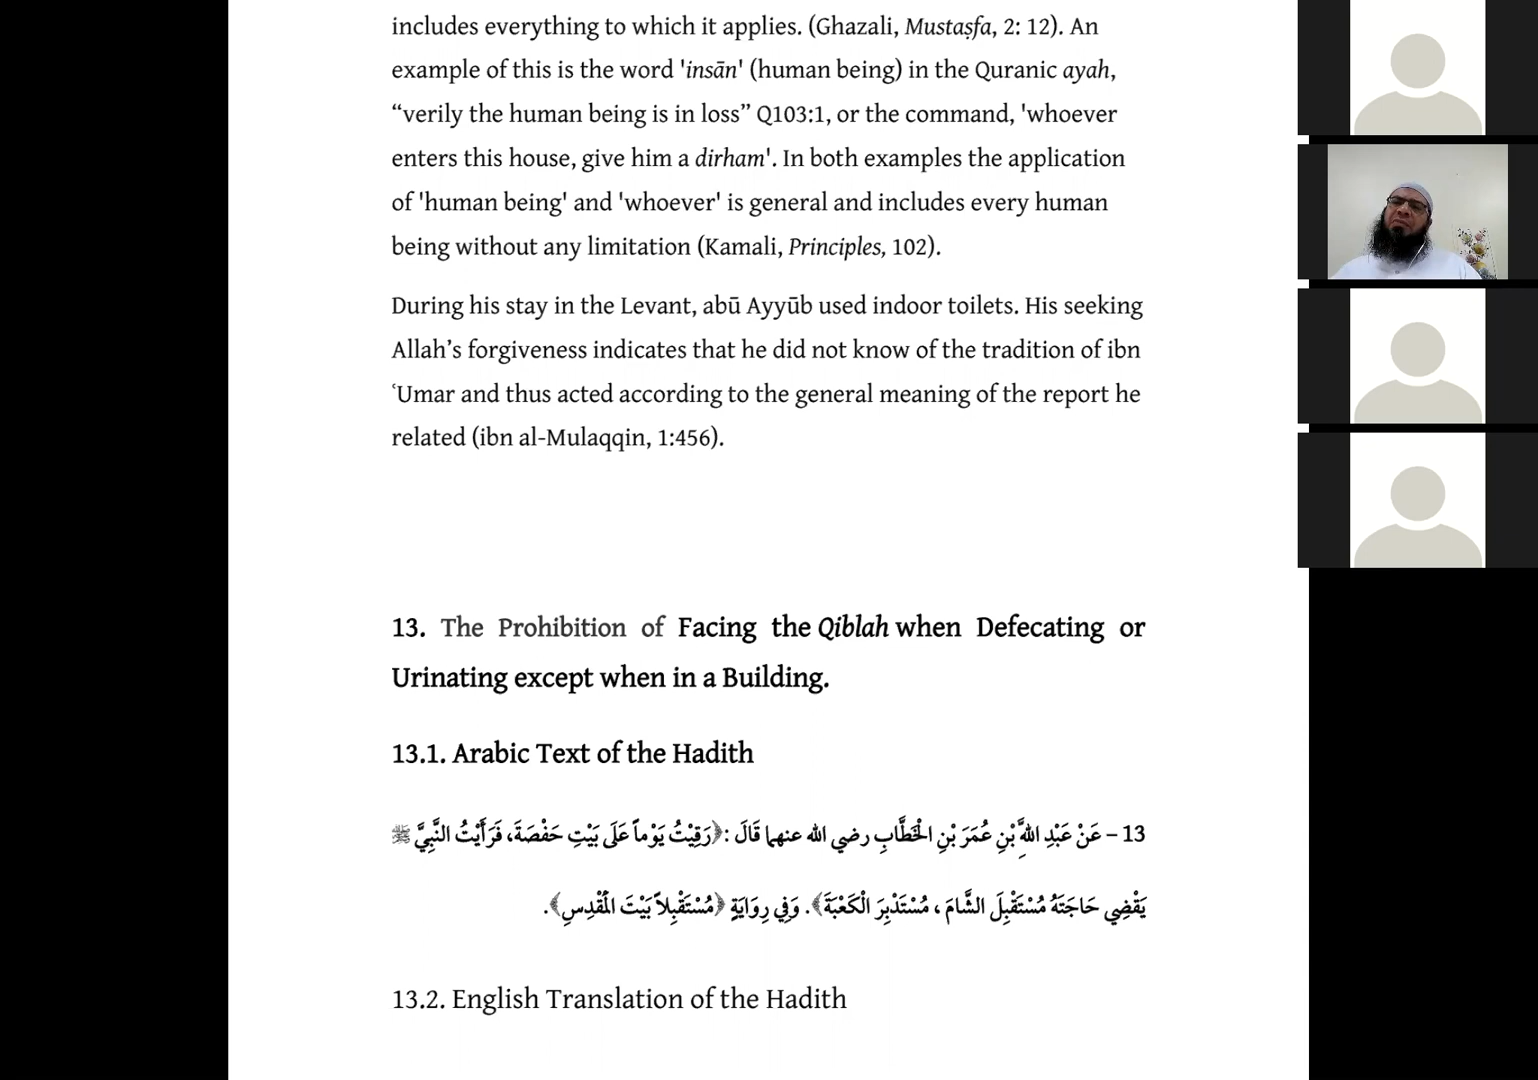 includes everything to which it applies. (Ghazali, Mustaṣfa, 2: 12). An
example of this is the word 'insān' (human being) in the Quranic ayah,
“verily the human being is in loss” Q103:1, or the command, 'whoever
enters this house, give him a dirham'. In both examples the application
of 'human being' and 'whoever' is general and includes every human
being without any limitation (Kamali, Principles, 102).
During his stay in the Levant, abū Ayyūb used indoor toilets. His seeking
Allah’s forgiveness indicates that he did not know of the tradition of ibn
ʿUmar and thus acted according to the general meaning of the report he
related (ibn al-Mulaqqin, 1:456).
13. The Prohibition of Facing the Qiblah when Defecating or
Urinating except when in a Building.
13.1. Arabic Text of the Hadith
13 – عَنْ عَبْدِ اللهَِّ بْنِ عُمَرَ بْنِ الْخَطَّابِ رضي الله عنهما قَالَ :﴿رَقِيْتُ يَوْماً عَلَى بَيْتِ حَفْصَةَ، فَرَأَيْتُ النَّبِيَّ ﷺ
يَقْضِي حَاجَتَهُ مُسْتَقْبِلَ الشَّامَ ، مُسْتَدْبِرَ الْكَعْبَةَ﴾. وَفِي رِوَايَةٍ ﴿مُسْتَقْبِلاً بَيْتَ الْمَقْدِسِ﴾.
13.2. English Translation of the Hadith